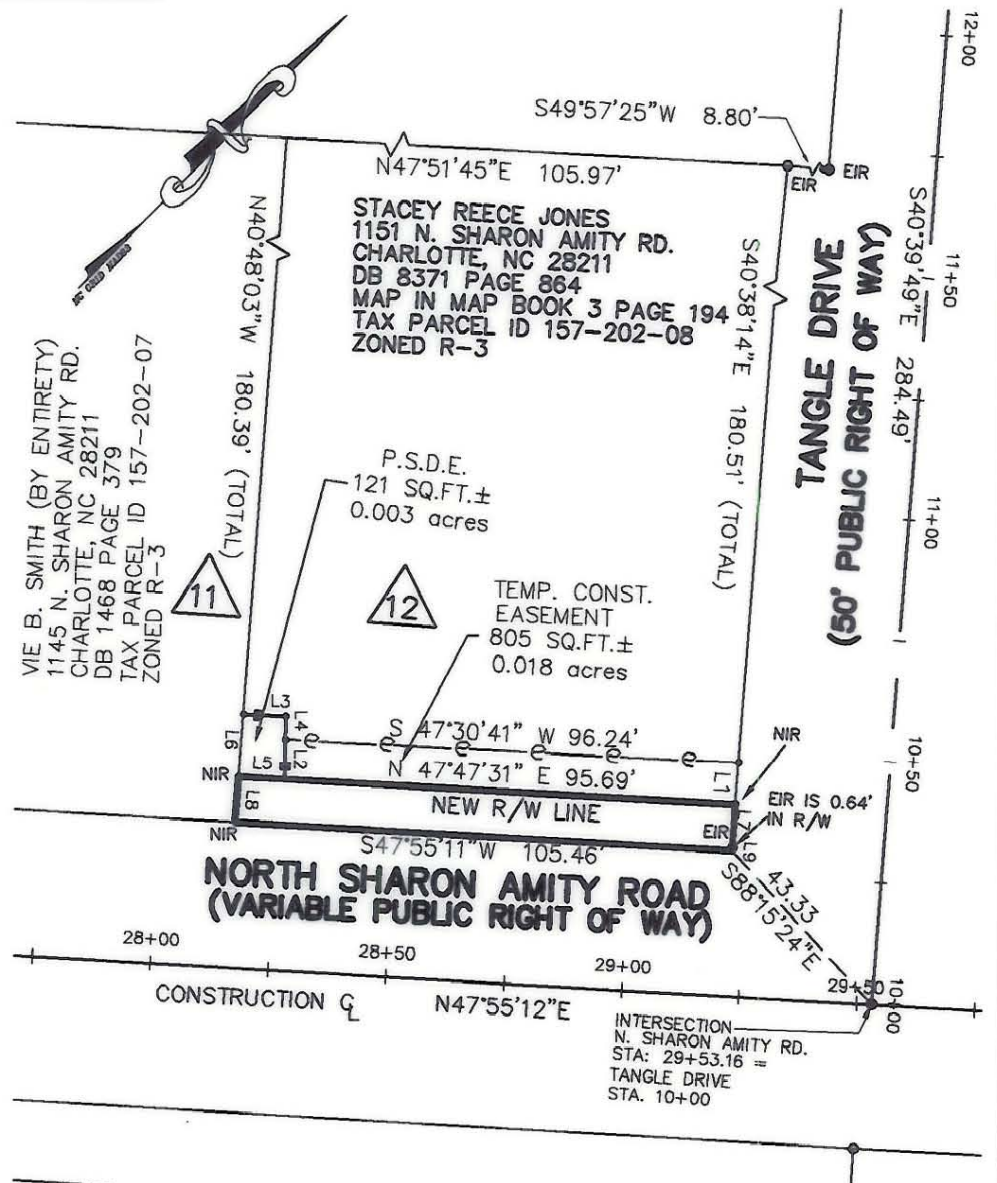 12+00
S49°57'25"W 8.80'
EIR
EIR
N47°51'45"E 105.97'
STACEY REECE JONES
1151 N. SHARON AMITY RD.
CHARLOTTE, NC 28211
DB 8371 PAGE 864
MAP IN MAP BOOK 3 PAGE 194
TAX PARCEL ID 157-202-08
ZONED R-3
NC GRID NAD83
N40°48'03"W 180.39' (TOTAL)
S40°38'14"E 180.51' (TOTAL)
TANGLE DRIVE
(50' PUBLIC RIGHT OF WAY)
S40°39'49"E 284.49'
11+50
11+00
10+50
VIE B. SMITH (BY ENTIRETY)
1145 N. SHARON AMITY RD.
CHARLOTTE, NC 28211
DB 1468 PAGE 379
TAX PARCEL ID 157-202-07
ZONED R-3
P.S.D.E.
121 SQ.FT.±
0.003 acres
11
12
TEMP. CONST.
EASEMENT
805 SQ.FT.±
0.018 acres
L3
L4
L6
S 47°30'41" W 96.24'
e e e e e e
L5
L2
N 47°47'31" E 95.69'
L1
NIR
NIR
L8
NEW R/W LINE
L7
EIR
EIR IS 0.64'
IN R/W
L9
NIR
S47°55'11"W 105.46'
43.33
S88°15'24"E
NORTH SHARON AMITY ROAD
(VARIABLE PUBLIC RIGHT OF WAY)
28+00
28+50
29+00
29+50
10+00
CONSTRUCTION CL N47°55'12"E
INTERSECTION
N. SHARON AMITY RD.
STA: 29+53.16 =
TANGLE DRIVE
STA. 10+00